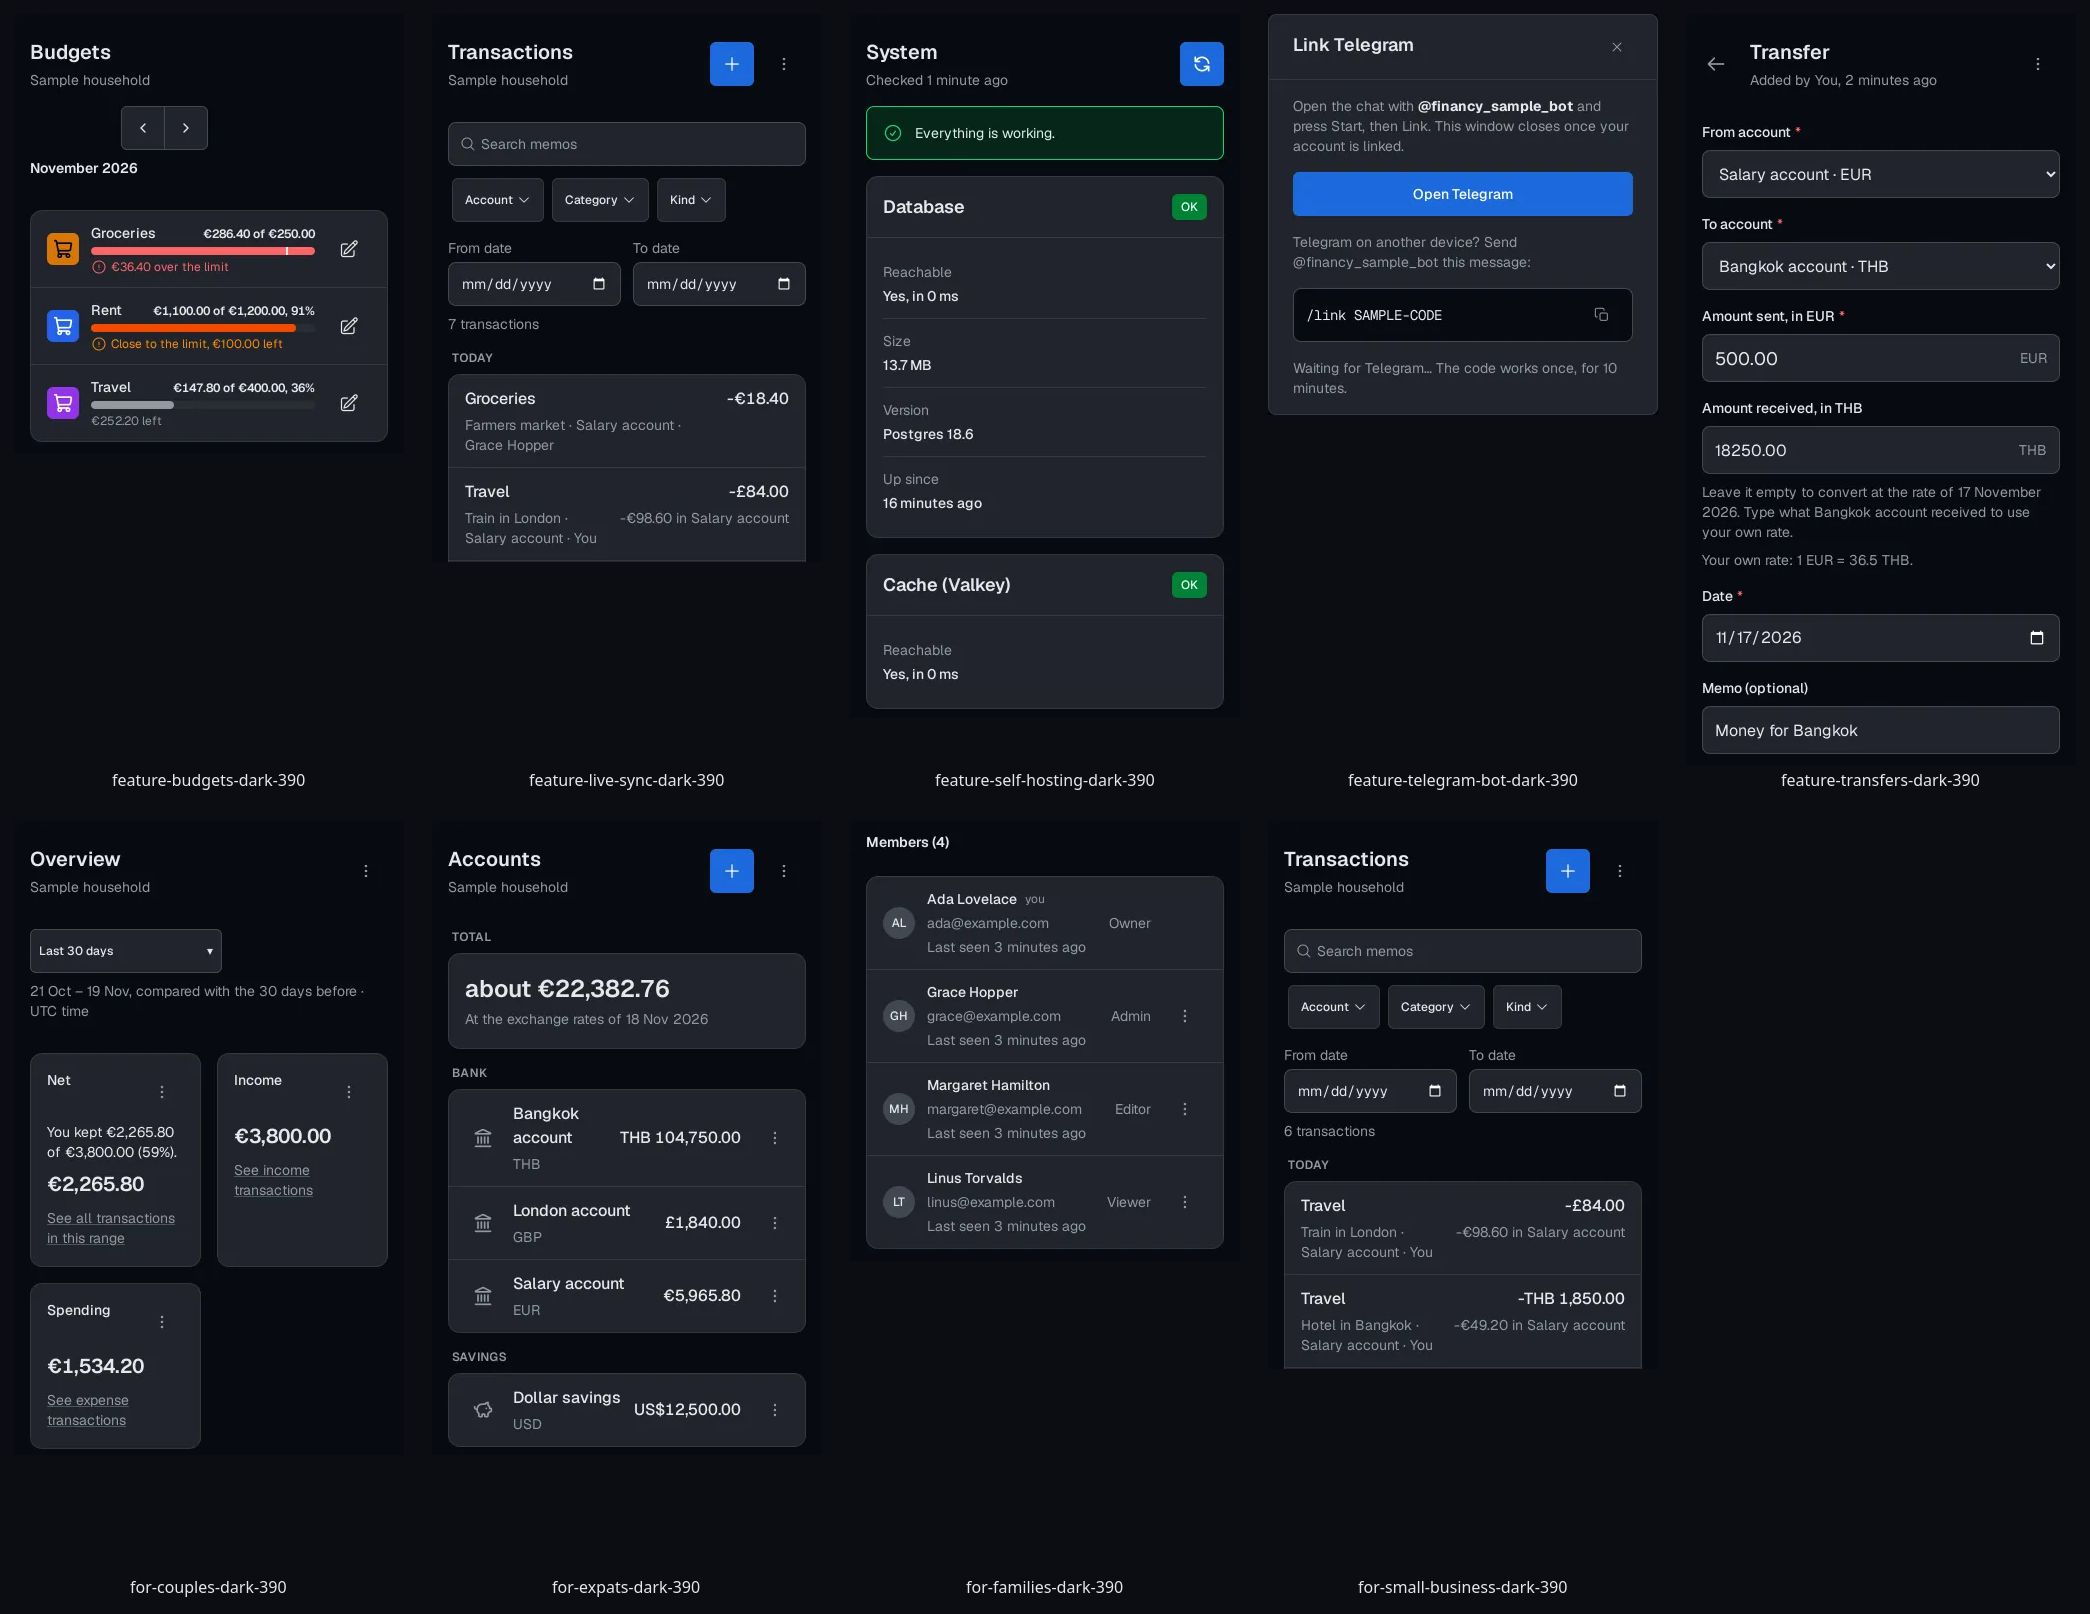 Budgets
Sample household
November 2026
Groceries €286.40 of €250.00
€36.40 over the limit
Rent €1,100.00 of €1,200.00, 91%
Close to the limit, €100.00 left
Travel €147.80 of €400.00, 36%
€252.20 left
feature-budgets-dark-390
Transactions
Sample household
Search memos
Account Category Kind
From date To date
mm/dd/yyyy mm/dd/yyyy
7 transactions
TODAY
Groceries -€18.40
Farmers market · Salary account ·
Grace Hopper
Travel -£84.00
Train in London · -€98.60 in Salary account
Salary account · You
feature-live-sync-dark-390
System
Checked 1 minute ago
Everything is working.
Database OK
Reachable
Yes, in 0 ms
Size
13.7 MB
Version
Postgres 18.6
Up since
16 minutes ago
Cache (Valkey) OK
Reachable
Yes, in 0 ms
feature-self-hosting-dark-390
Link Telegram
Open the chat with @financy_sample_bot and
press Start, then Link. This window closes once your
account is linked.
Open Telegram
Telegram on another device? Send
@financy_sample_bot this message:
/link SAMPLE-CODE
Waiting for Telegram... The code works once, for 10
minutes.
feature-telegram-bot-dark-390
Transfer
Added by You, 2 minutes ago
From account *
Salary account · EUR
To account *
Bangkok account · THB
Amount sent, in EUR *
500.00 EUR
Amount received, in THB
18250.00 THB
Leave it empty to convert at the rate of 17 November
2026. Type what Bangkok account received to use
your own rate.
Your own rate: 1 EUR = 36.5 THB.
Date *
11/17/2026
Memo (optional)
Money for Bangkok
feature-transfers-dark-390
Overview
Sample household
Last 30 days
21 Oct – 19 Nov, compared with the 30 days before ·
UTC time
Net
You kept €2,265.80
of €3,800.00 (59%).
€2,265.80
See all transactions
in this range
Income
€3,800.00
See income
transactions
Spending
€1,534.20
See expense
transactions
for-couples-dark-390
Accounts
Sample household
TOTAL
about €22,382.76
At the exchange rates of 18 Nov 2026
BANK
Bangkok
account THB 104,750.00
THB
London account £1,840.00
GBP
Salary account €5,965.80
EUR
SAVINGS
Dollar savings US$12,500.00
USD
for-expats-dark-390
Members (4)
AL Ada Lovelace you
ada@example.com Owner
Last seen 3 minutes ago
GH Grace Hopper
grace@example.com Admin
Last seen 3 minutes ago
MH Margaret Hamilton
margaret@example.com Editor
Last seen 3 minutes ago
LT Linus Torvalds
linus@example.com Viewer
Last seen 3 minutes ago
for-families-dark-390
Transactions
Sample household
Search memos
Account Category Kind
From date To date
mm/dd/yyyy mm/dd/yyyy
6 transactions
TODAY
Travel -£84.00
Train in London · -€98.60 in Salary account
Salary account · You
Travel -THB 1,850.00
Hotel in Bangkok · -€49.20 in Salary account
Salary account · You
for-small-business-dark-390